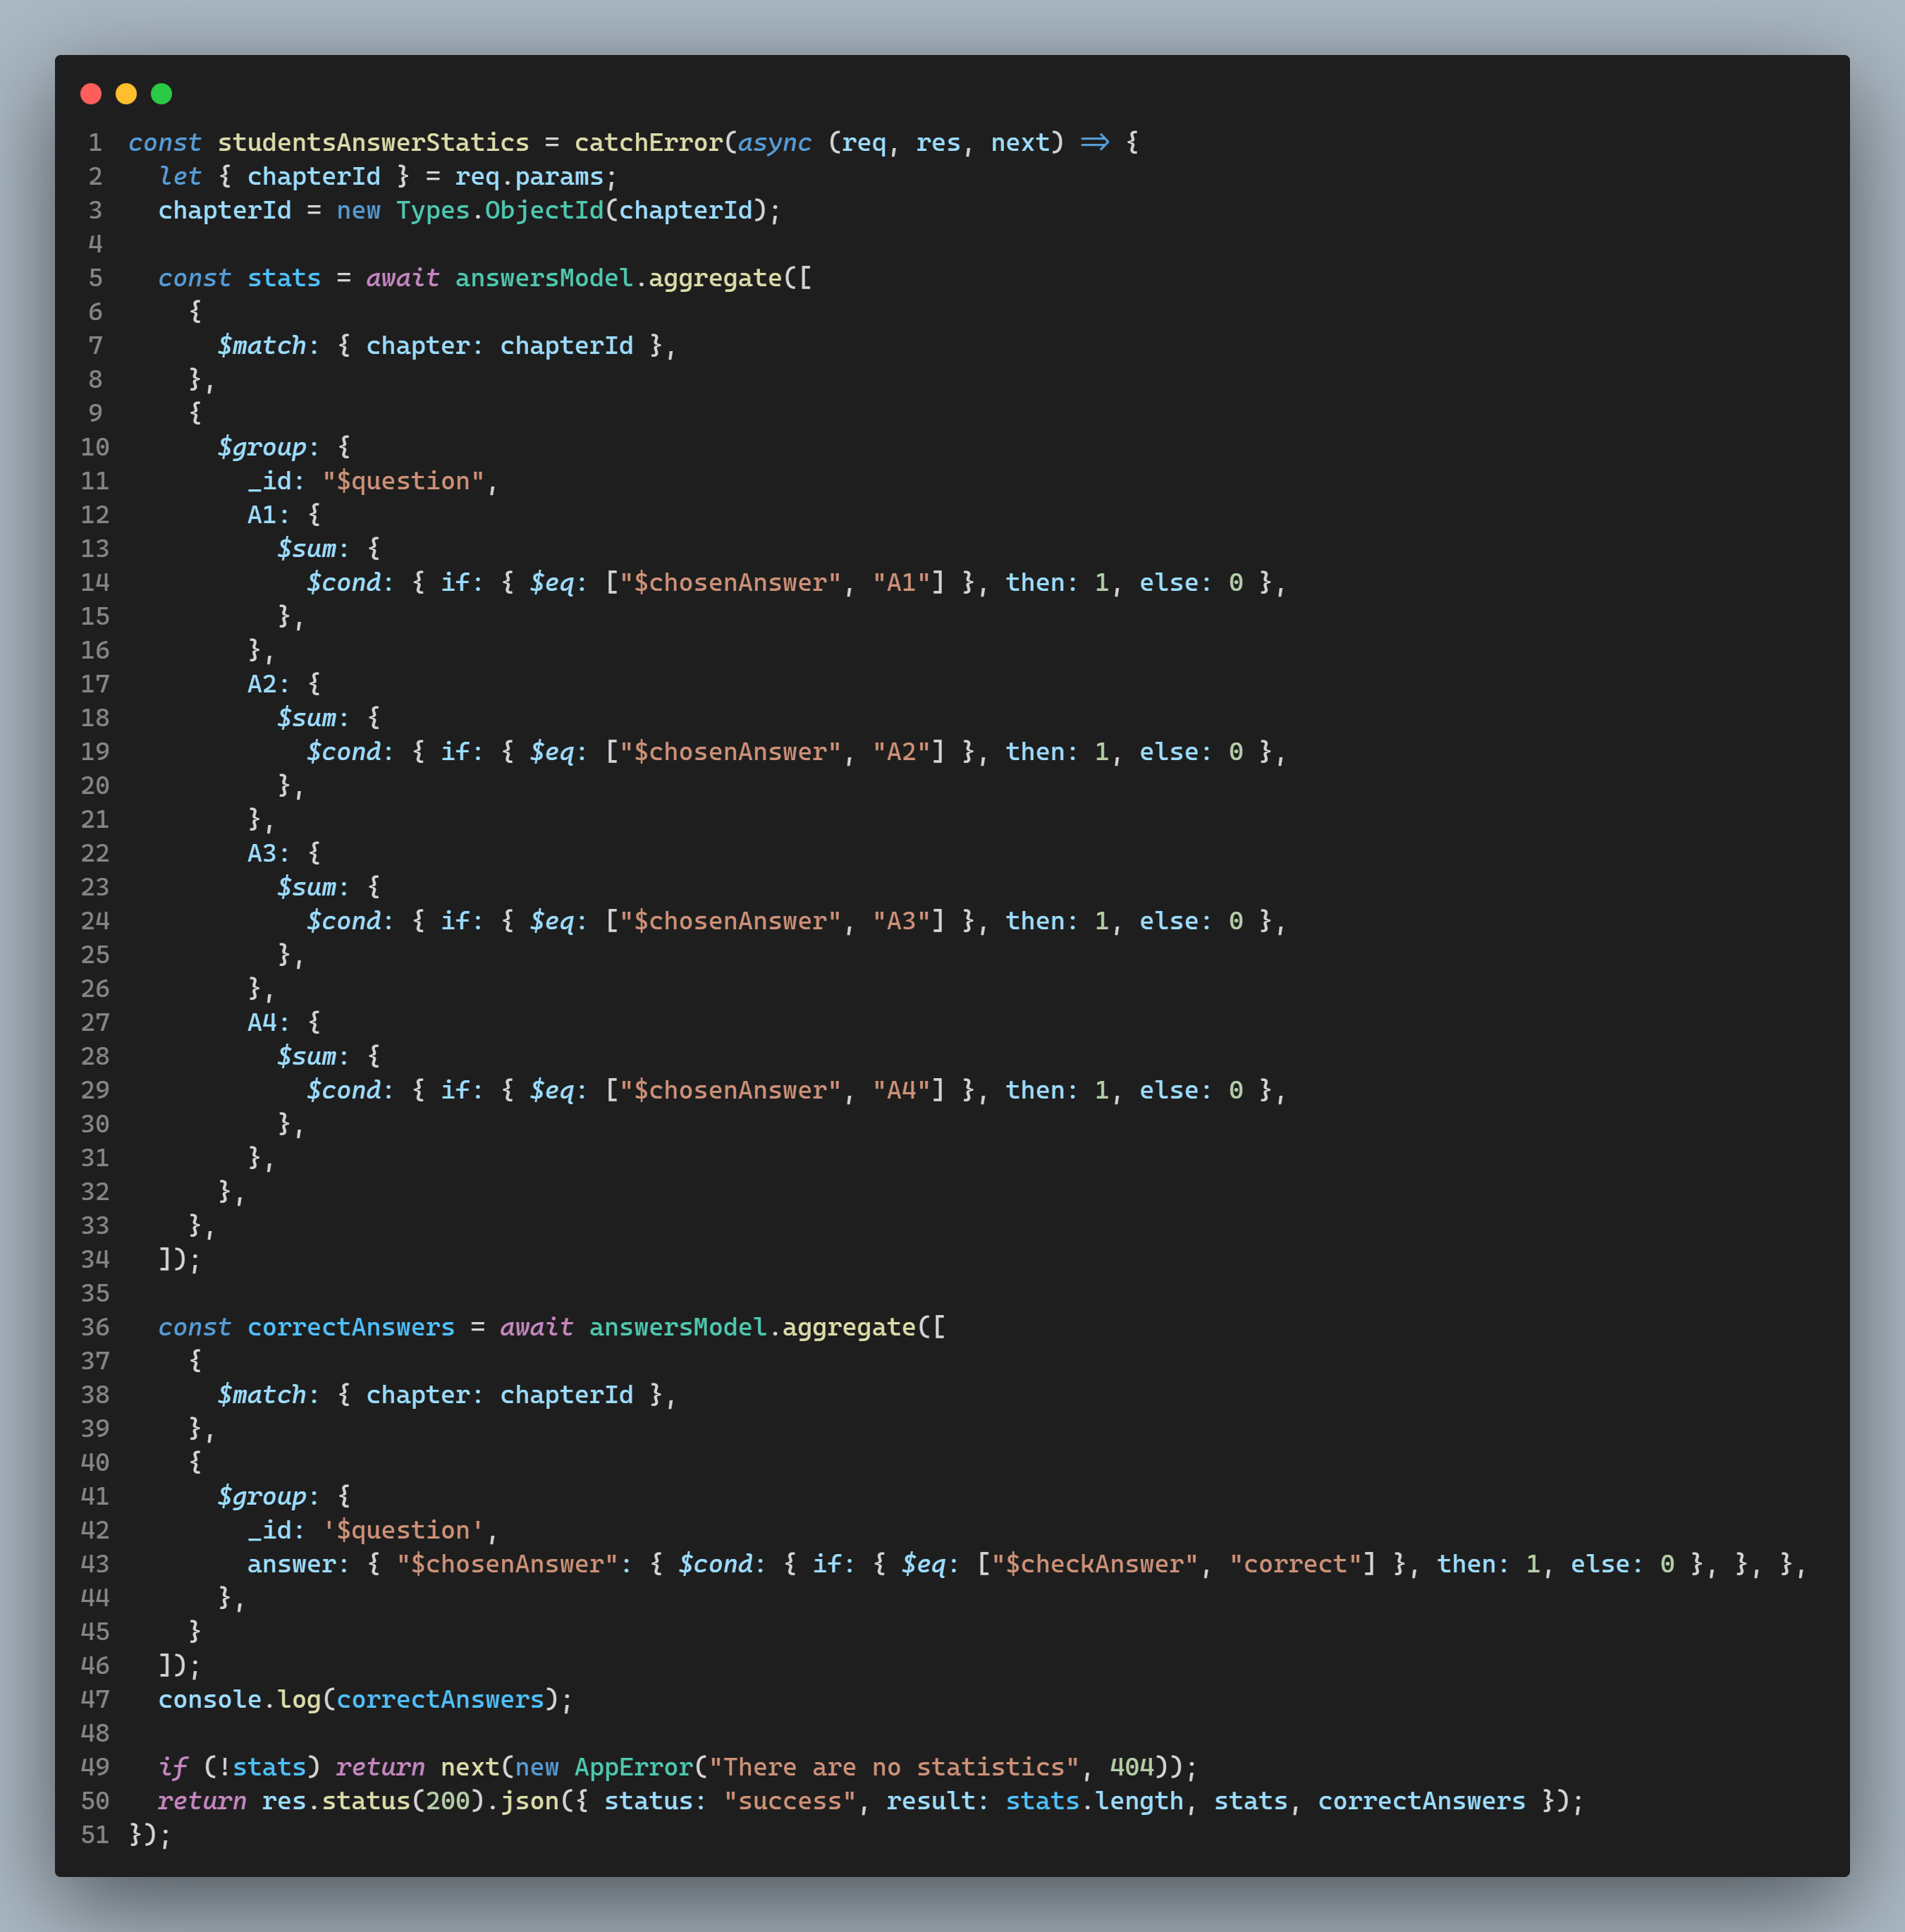 1 const studentsAnswerStatics = catchError(async (req, res, next) => {
2   let { chapterId } = req.params;
3   chapterId = new Types.ObjectId(chapterId);
4
5   const stats = await answersModel.aggregate([
6     {
7       $match: { chapter: chapterId },
8     },
9     {
10       $group: {
11         _id: "$question",
12         A1: {
13           $sum: {
14             $cond: { if: { $eq: ["$chosenAnswer", "A1"] }, then: 1, else: 0 },
15           },
16         },
17         A2: {
18           $sum: {
19             $cond: { if: { $eq: ["$chosenAnswer", "A2"] }, then: 1, else: 0 },
20           },
21         },
22         A3: {
23           $sum: {
24             $cond: { if: { $eq: ["$chosenAnswer", "A3"] }, then: 1, else: 0 },
25           },
26         },
27         A4: {
28           $sum: {
29             $cond: { if: { $eq: ["$chosenAnswer", "A4"] }, then: 1, else: 0 },
30           },
31         },
32       },
33     },
34   ]);
35
36   const correctAnswers = await answersModel.aggregate([
37     {
38       $match: { chapter: chapterId },
39     },
40     {
41       $group: {
42         _id: '$question',
43         answer: { "$chosenAnswer": { $cond: { if: { $eq: ["$checkAnswer", "correct"] }, then: 1, else: 0 }, }, },
44       },
45     }
46   ]);
47   console.log(correctAnswers);
48
49   if (!stats) return next(new AppError("There are no statistics", 404));
50   return res.status(200).json({ status: "success", result: stats.length, stats, correctAnswers });
51 });